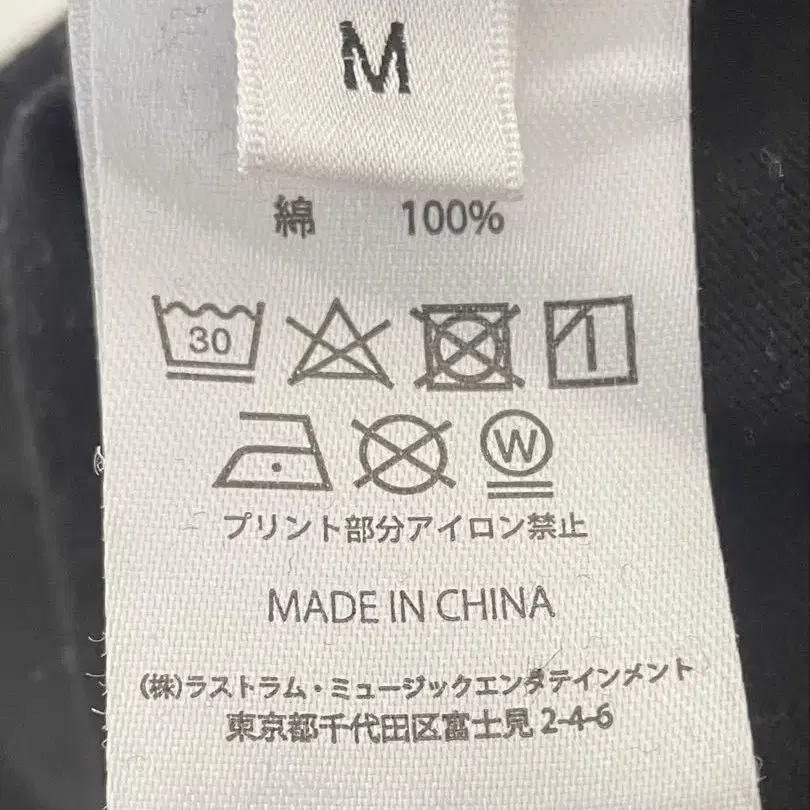 M
綿 100%
30
W
プリント部分アイロン禁止
MADE IN CHINA
(株)ラストラム・ミュージックエンタテインメント
東京都千代田区富士見 2-4-6